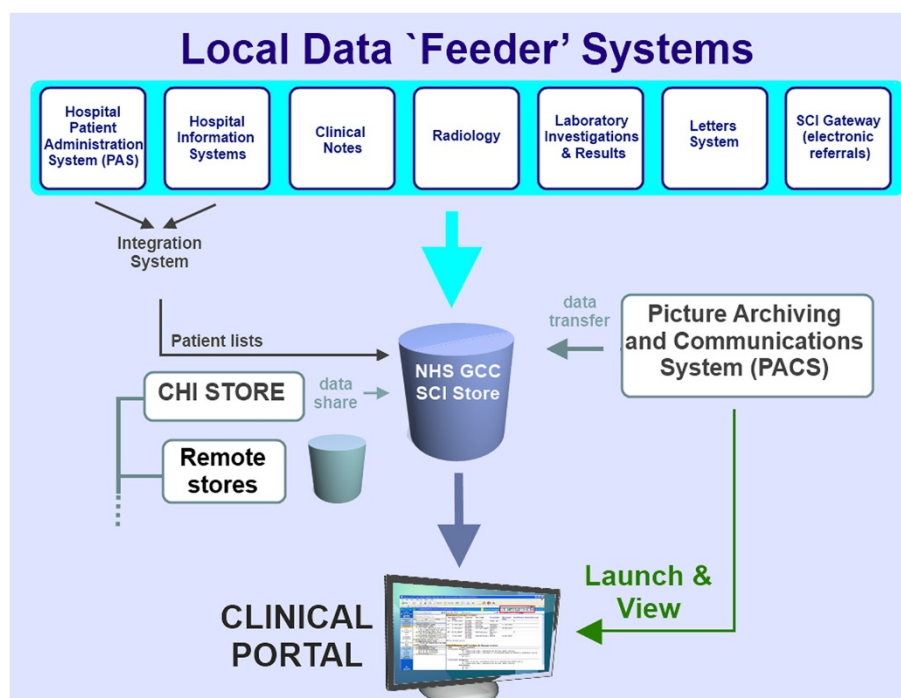 Local Data `Feeder' Systems
Hospital
Patient
Administration
System (PAS)
Hospital
Information
Systems
Clinical
Notes
Radiology
Laboratory
Investigations
& Results
Letters
System
SCI Gateway
(electronic
referrals)
Integration
System
Patient lists
data
transfer
Picture Archiving
and Communications
System (PACS)
NHS GCC
SCI Store
CHI STORE
data
share
Remote
stores
Launch &
View
CLINICAL
PORTAL